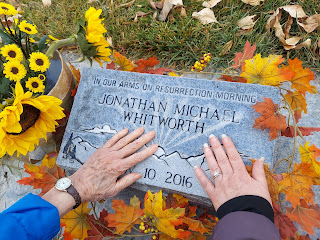 IN OUR ARMS ON RESURRECTION MORNING
JONATHAN MICHAEL
WHITWORTH
10 2016